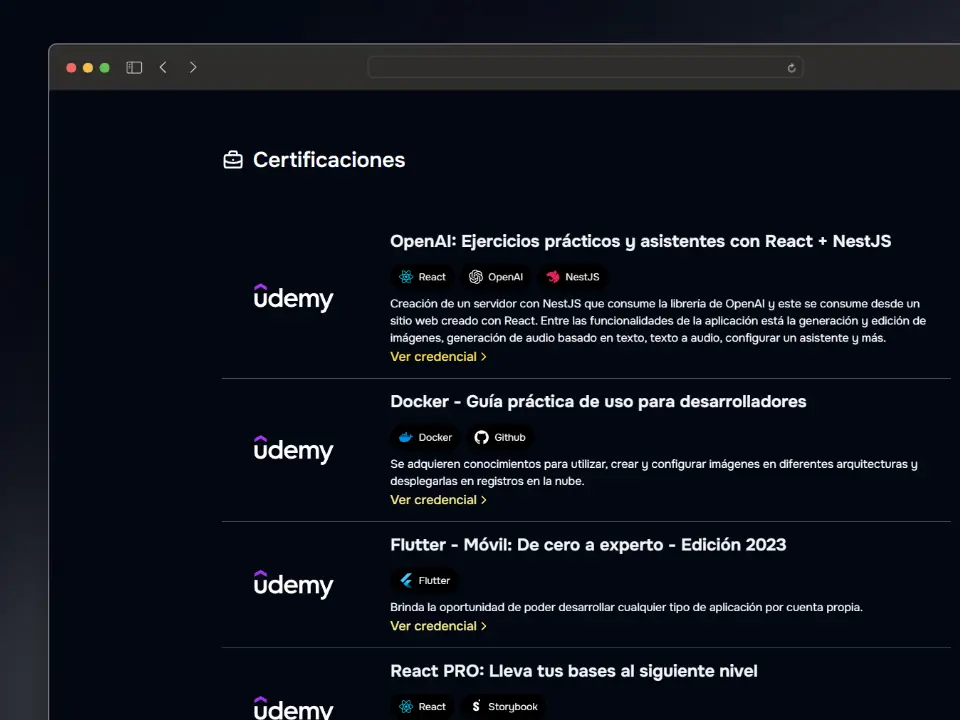 Certificaciones
OpenAI: Ejercicios prácticos y asistentes con React + NestJS
React OpenAI NestJS
udemy
Creación de un servidor con NestJS que consume la librería de OpenAI y este se consume desde un
sitio web creado con React. Entre las funcionalidades de la aplicación está la generación y edición de
imágenes, generación de audio basado en texto, texto a audio, configurar un asistente y más.
Ver credencial >
Docker - Guía práctica de uso para desarrolladores
Docker Github
udemy
Se adquieren conocimientos para utilizar, crear y configurar imágenes en diferentes arquitecturas y
desplegarlas en registros en la nube.
Ver credencial >
Flutter - Móvil: De cero a experto - Edición 2023
Flutter
udemy
Brinda la oportunidad de poder desarrollar cualquier tipo de aplicación por cuenta propia.
Ver credencial >
React PRO: Lleva tus bases al siguiente nivel
React Storybook
udemy